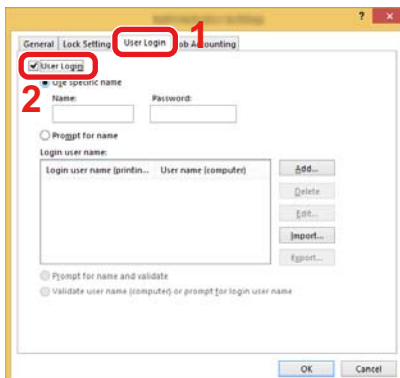 ?
General Lock Setting User Login ob Accounting
1
User Login
2
Use specific name
Name: Password:
Prompt for name
Login user name:
Login user name (printin... User name (computer)
Add...
Delete
Edit...
Import...
Export...
Prompt for name and validate
Validate user name (computer) or prompt for login user name
OK Cancel